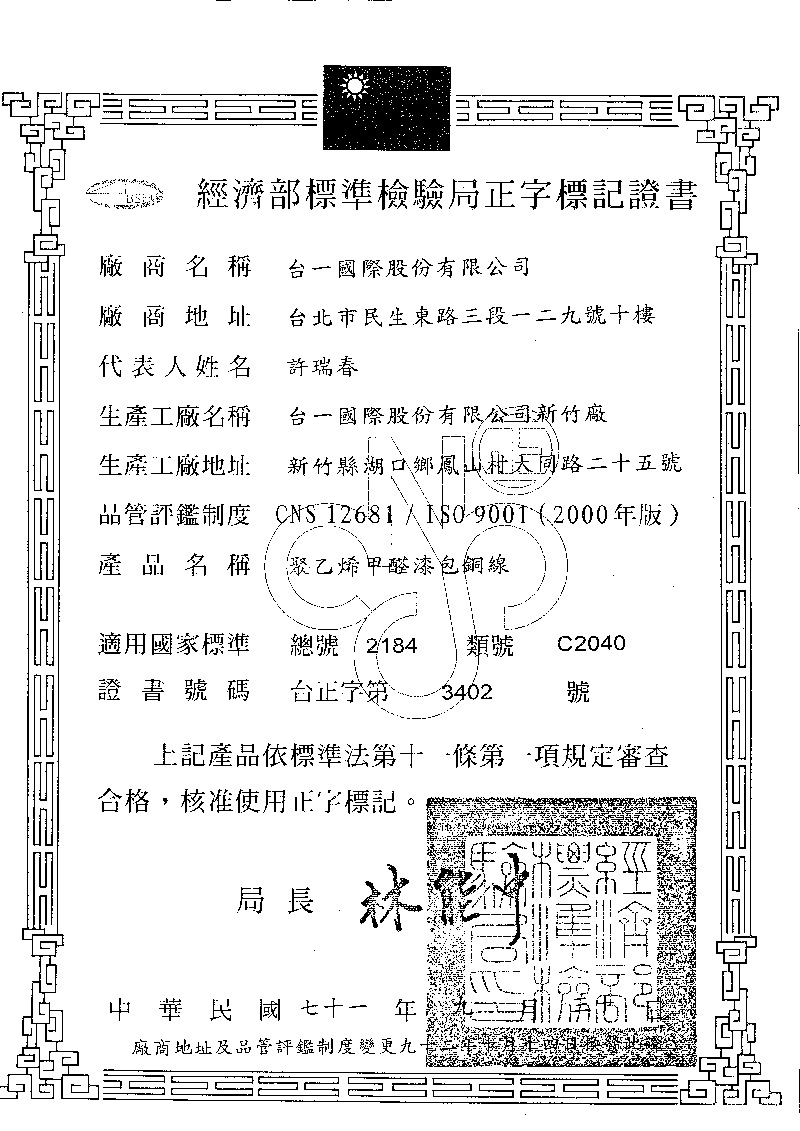 經濟部標準檢驗局正字標記證書
廠商名稱 台一國際股份有限公司
廠商地址 台北市民生東路三段一二九號十樓
代表人姓名 許瑞春
生產工廠名稱 台一國際股份有限公司新竹廠
生產工廠地址 新竹縣湖口鄉鳳山村大同路二十五號
品管評鑑制度 CNS 12681 / ISO 9001 (2000年版)
產品名稱 聚乙烯甲醛漆包銅線
適用國家標準 總號 2184 類號 C2040
證書號碼 台正字第 3402 號
上記產品依標準法第十一條第一項規定審查
合格，核准使用正字標記。
局長 林能中
中華民國七十一年九月十日
廠商地址及品管評鑑制度變更九十二年